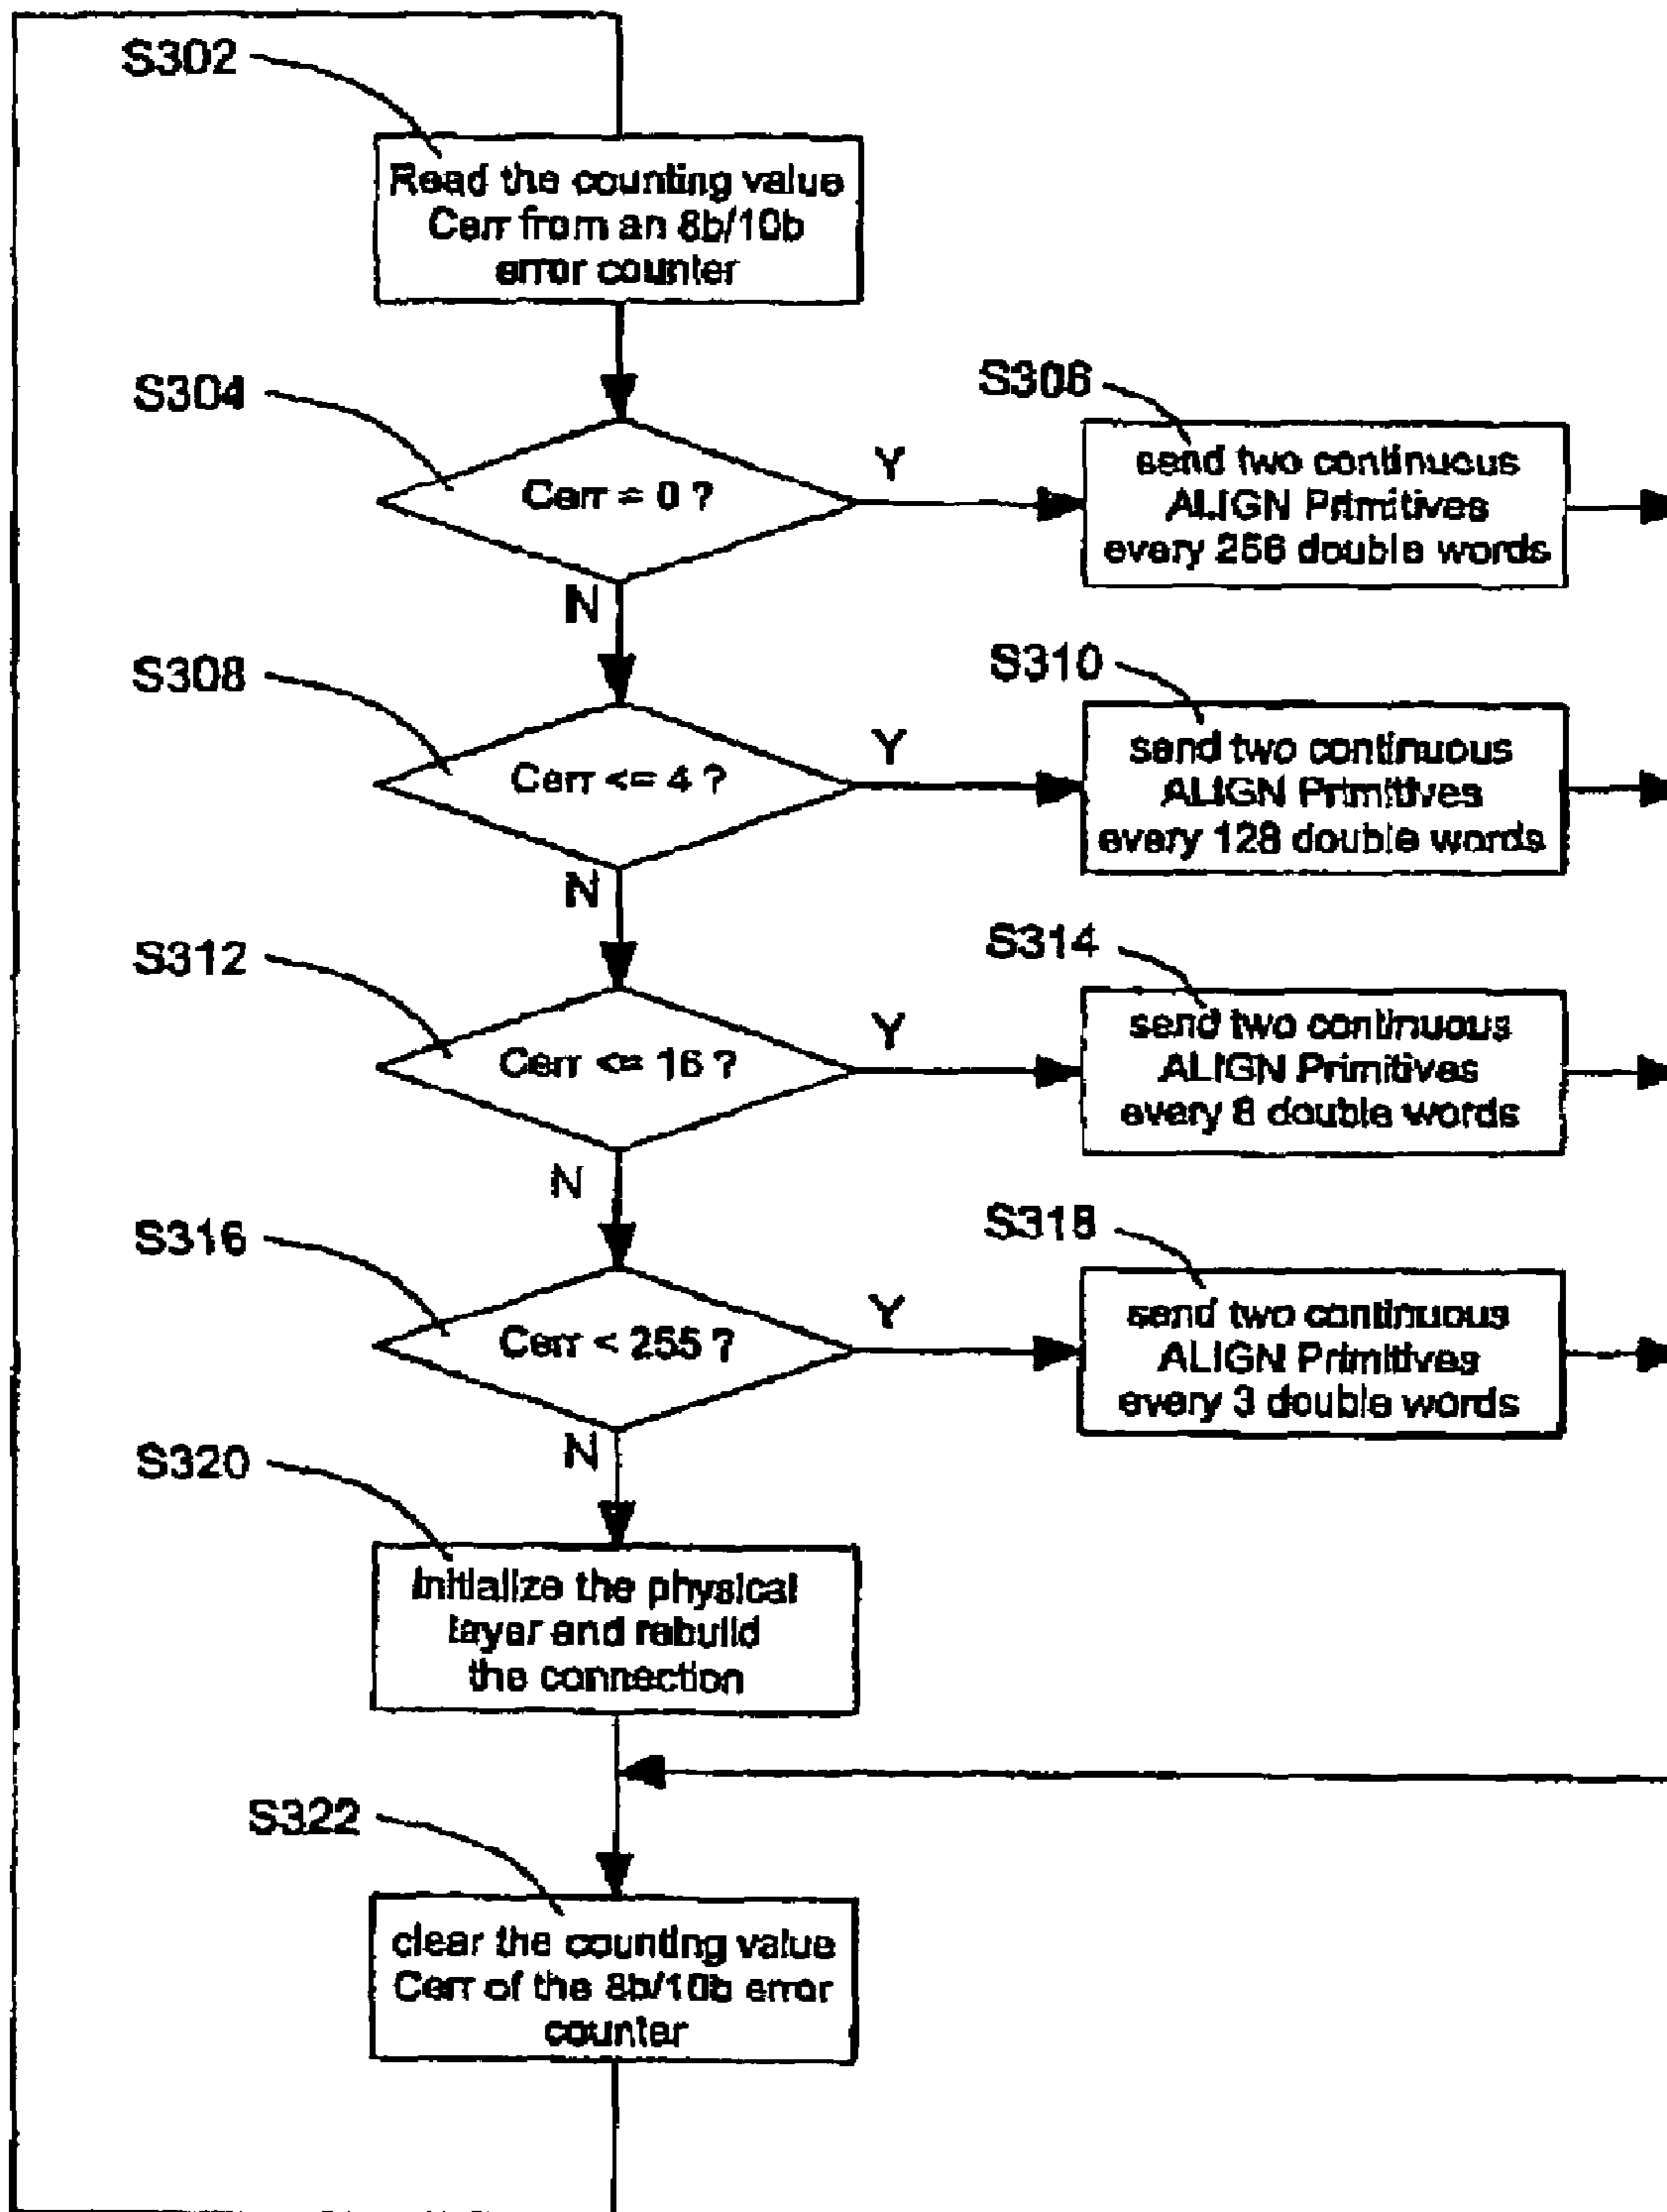 S302
Read the counting value
Cerr from an 8b/10b
error counter
S304
Cerr = 0 ?
Y
N
S306
send two continuous
ALIGN Primitives
every 256 double words
S308
Cerr <= 4 ?
Y
N
S310
send two continuous
ALIGN Primitives
every 128 double words
S312
Cerr <= 16 ?
Y
N
S314
send two continuous
ALIGN Primitives
every 8 double words
S316
Cerr < 255 ?
Y
N
S318
send two continuous
ALIGN Primitives
every 3 double words
S320
Initialize the physical
layer and rebuild
the connection
S322
clear the counting value
Cerr of the 8b/10b error
counter